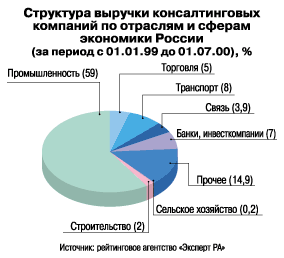 Структура выручки консалтинговых
компаний по отраслям и сферам
экономики России
(за период с 01.01.99 до 01.07.00), %
Промышленность (59)
Торговля (5)
Транспорт (8)
Связь (3,9)
Банки, инвесткомпании (7)
Прочее (14,9)
Сельское хозяйство (0,2)
Строительство (2)
Источник: рейтинговое агентство «Эксперт РА»